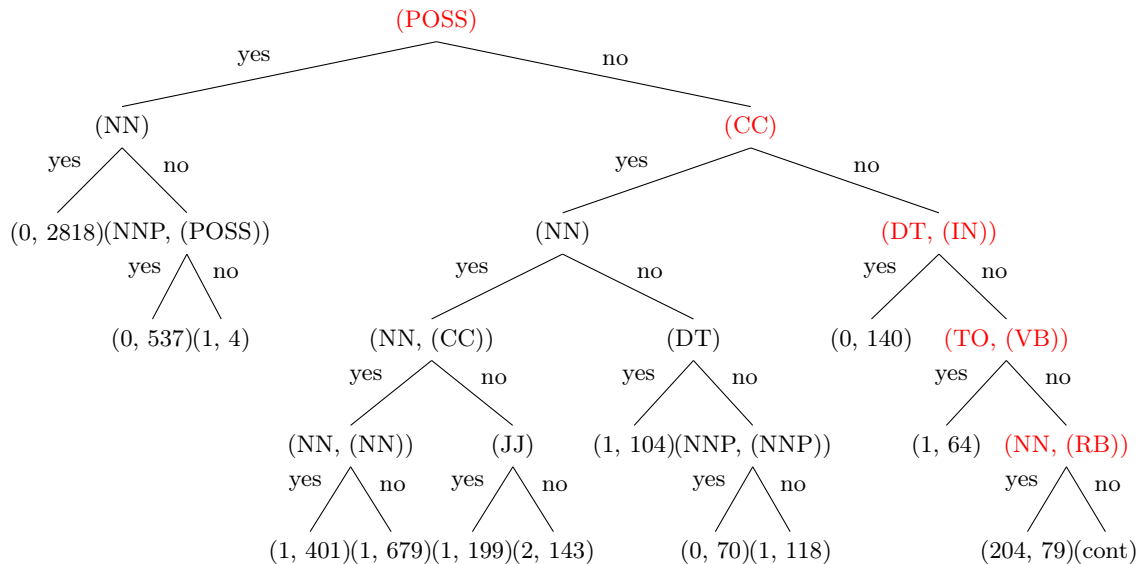 (POSS)
yes no
(NN) (CC)
yes no yes no
(0, 2818)(NNP, (POSS)) (NN) (DT, (IN))
yes no yes no yes no
(0, 537)(1, 4) (NN, (CC)) (DT) (0, 140) (TO, (VB))
yes no yes no yes no
(NN, (NN)) (JJ) (1, 104)(NNP, (NNP)) (1, 64) (NN, (RB))
yes no yes no yes no yes no
(1, 401)(1, 679)(1, 199)(2, 143) (0, 70)(1, 118) (204, 79)(cont)